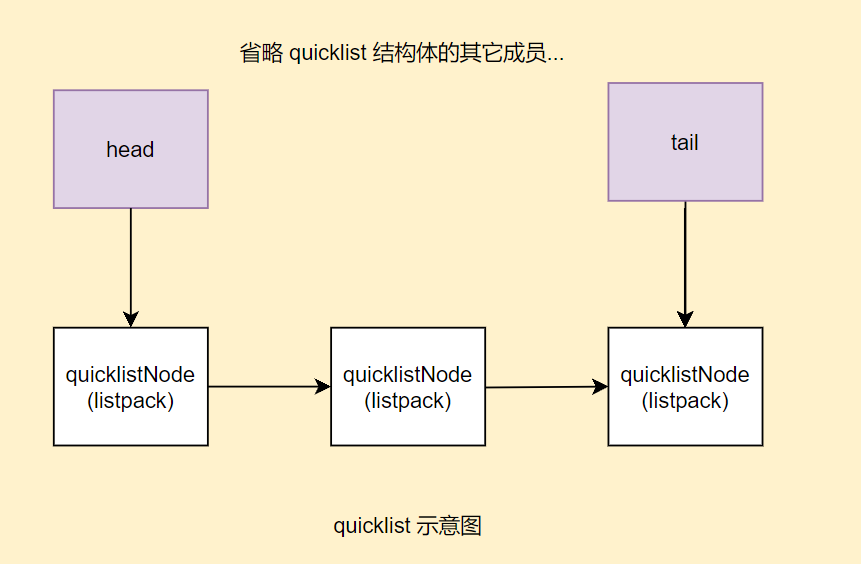 省略 quicklist 结构体的其它成员...
head
tail
quicklistNode
(listpack)
quicklistNode
(listpack)
quicklistNode
(listpack)
quicklist 示意图